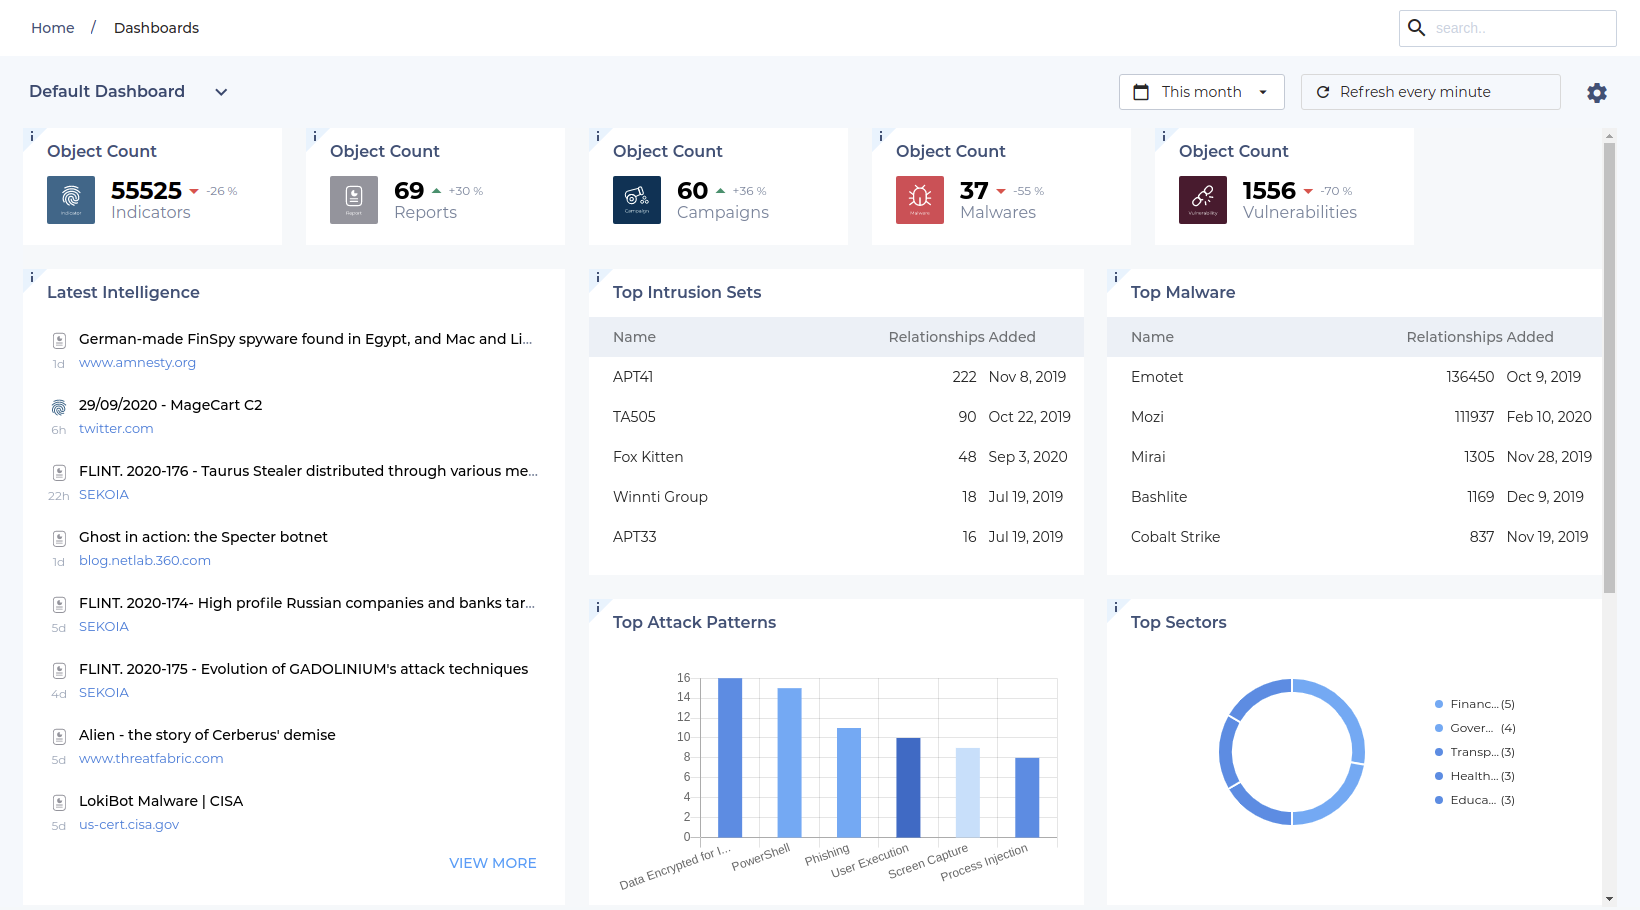 Home / Dashboards
search..
Default Dashboard
This month
Refresh every minute
i
Object Count
Indicator
55525 -26 %
Indicators
i
Object Count
Report
69 +30 %
Reports
i
Object Count
Campaign
60 +36 %
Campaigns
i
Object Count
Malware
37 -55 %
Malwares
i
Object Count
Vulnerability
1556 -70 %
Vulnerabilities
i
Latest Intelligence
German-made FinSpy spyware found in Egypt, and Mac and Li...
1d www.amnesty.org
29/09/2020 - MageCart C2
6h twitter.com
FLINT. 2020-176 - Taurus Stealer distributed through various me...
22h SEKOIA
Ghost in action: the Specter botnet
1d blog.netlab.360.com
FLINT. 2020-174- High profile Russian companies and banks tar...
5d SEKOIA
FLINT. 2020-175 - Evolution of GADOLINIUM's attack techniques
4d SEKOIA
Alien - the story of Cerberus' demise
5d www.threatfabric.com
LokiBot Malware | CISA
5d us-cert.cisa.gov
VIEW MORE
i
Top Intrusion Sets
Name Relationships Added
APT41 222 Nov 8, 2019
TA505 90 Oct 22, 2019
Fox Kitten 48 Sep 3, 2020
Winnti Group 18 Jul 19, 2019
APT33 16 Jul 19, 2019
i
Top Malware
Name Relationships Added
Emotet 136450 Oct 9, 2019
Mozi 111937 Feb 10, 2020
Mirai 1305 Nov 28, 2019
Bashlite 1169 Dec 9, 2019
Cobalt Strike 837 Nov 19, 2019
i
Top Attack Patterns
16
14
12
10
8
6
4
2
0
Data Encrypted for I...
PowerShell
Phishing
User Execution
Screen Capture
Process Injection
i
Top Sectors
Financ... (5)
Gover... (4)
Transp... (3)
Health... (3)
Educa... (3)